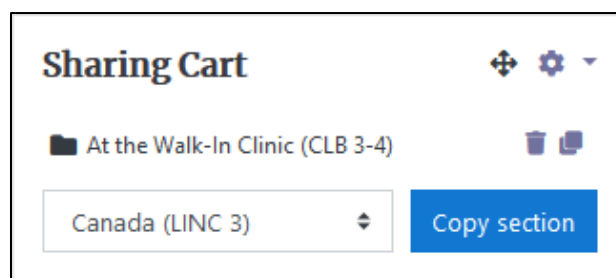 Sharing Cart
At the Walk-In Clinic (CLB 3-4)
Canada (LINC 3)
Copy section